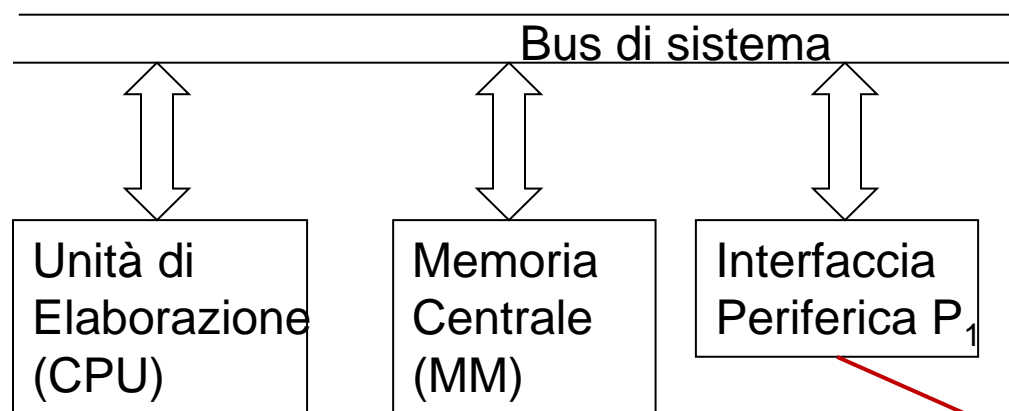 Bus di sistema
Unità di
Elaborazione
(CPU)
Memoria
Centrale
(MM)
Interfaccia
Periferica P₁